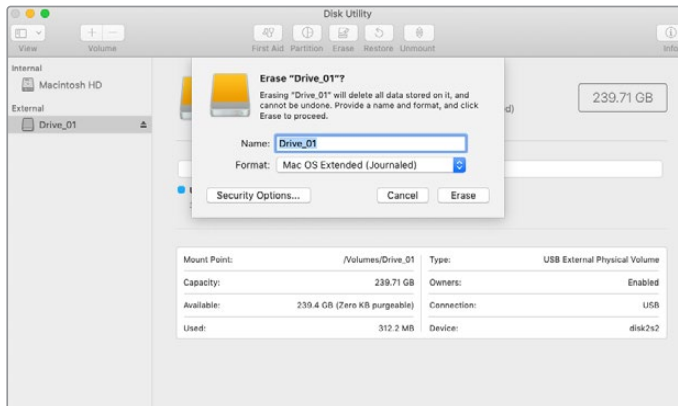 Disk Utility
View
Volume
First Aid Partition Erase Restore Unmount
Info
Internal
Macintosh HD
External
Drive_01
Erase "Drive_01"?
Erasing "Drive_01" will delete all data stored on it, and
cannot be undone. Provide a name and format, and click
Erase to proceed.
Name: Drive_01
Format: Mac OS Extended (Journaled)
Security Options... Cancel Erase
239.71 GB
Mount Point: /Volumes/Drive_01
Type: USB External Physical Volume
Capacity: 239.71 GB
Owners: Enabled
Available: 239.4 GB (Zero KB purgeable)
Connection: USB
Used: 312.2 MB
Device: disk2s2